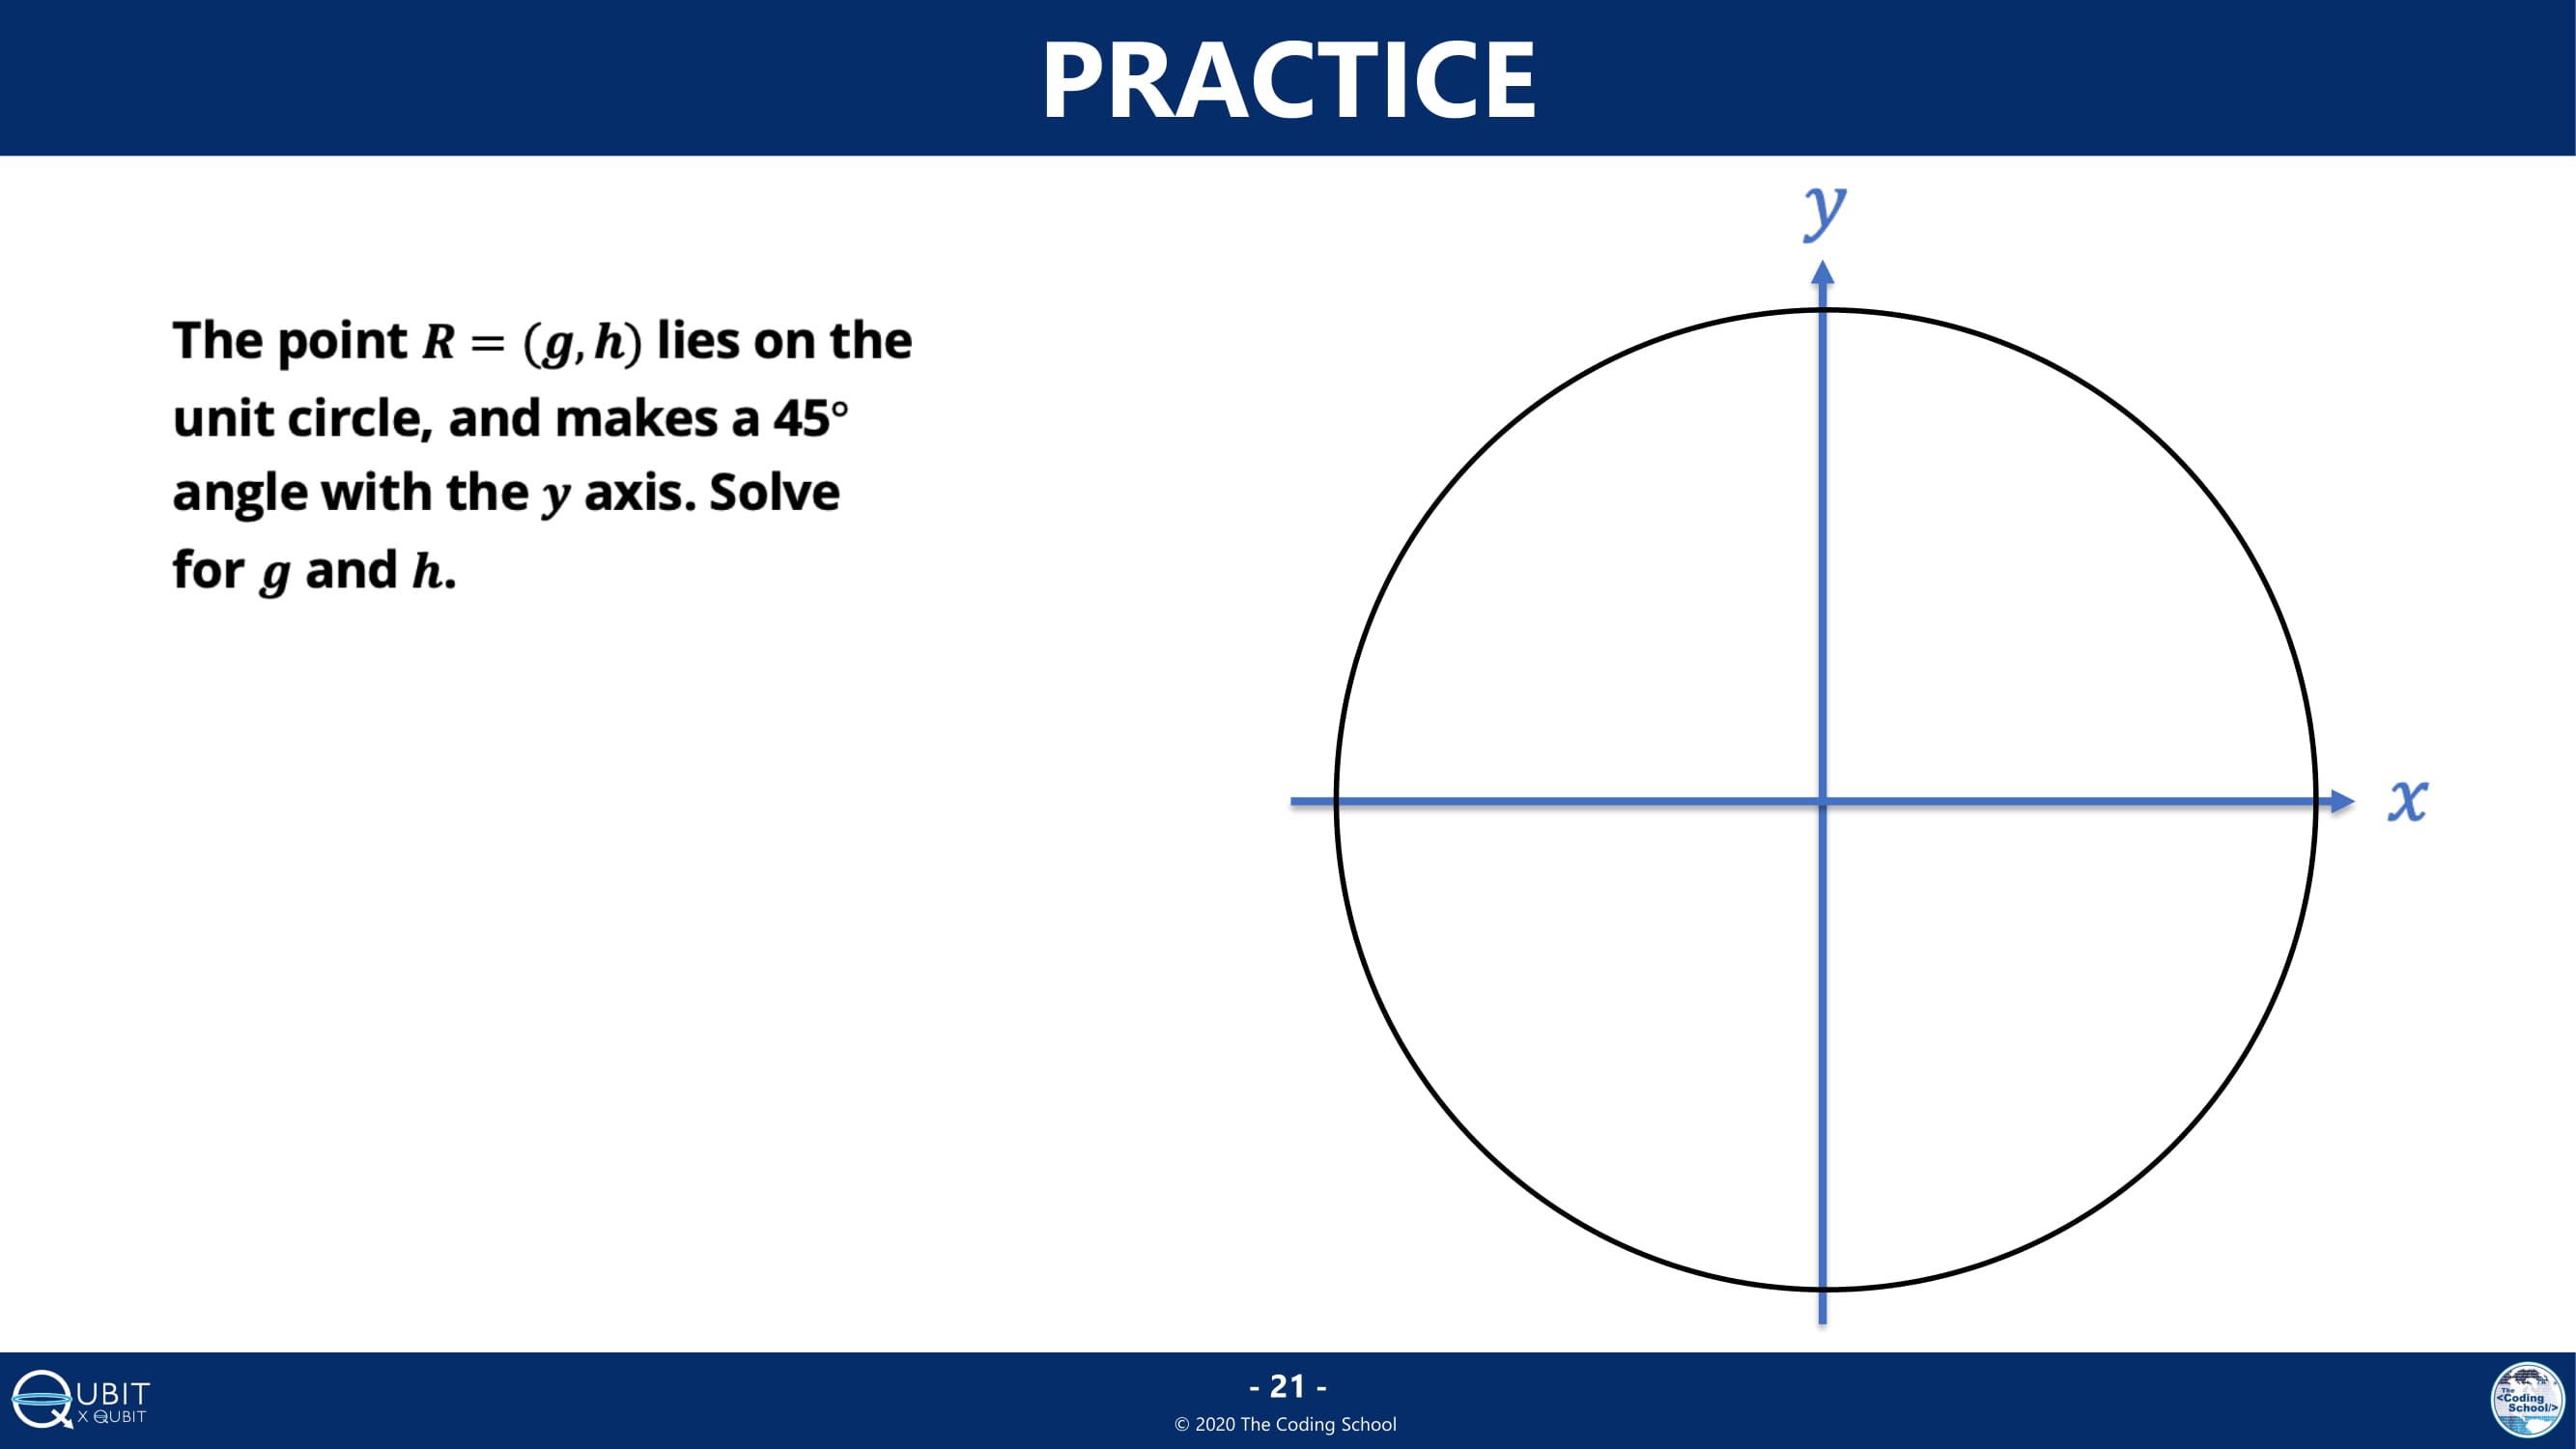 PRACTICE
The point R = (g, h) lies on the
unit circle, and makes a 45°
angle with the y axis. Solve
for g and h.
y
x
QUBIT
X QUBIT
- 21 -
© 2020 The Coding School
The
<Coding
School/>